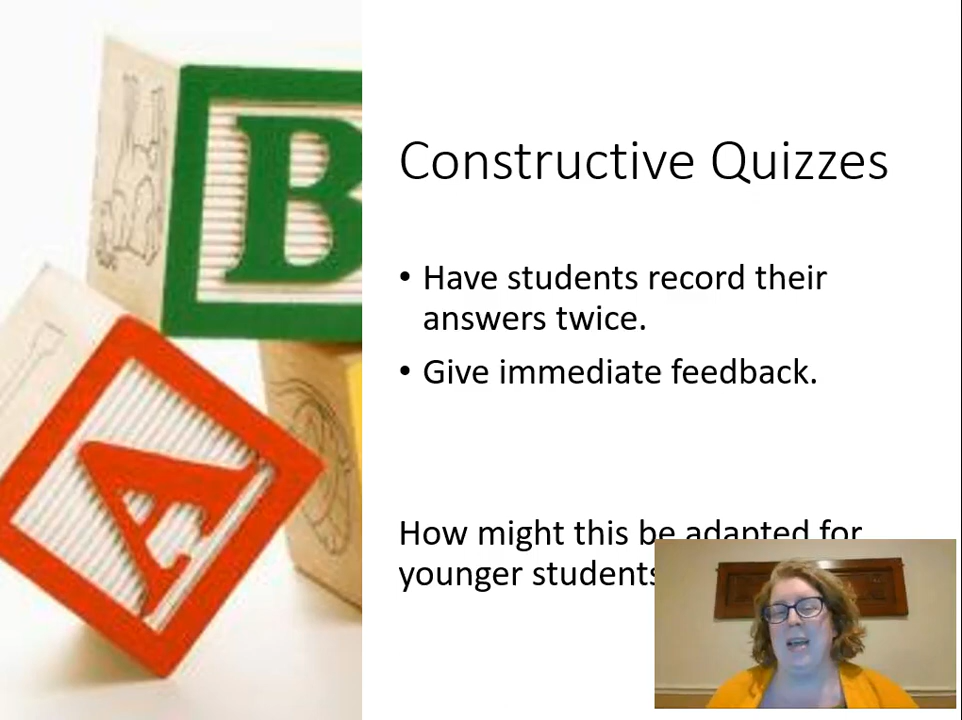 B
A
Constructive Quizzes
• Have students record their
answers twice.
• Give immediate feedback.
How might this be adapted for
younger students